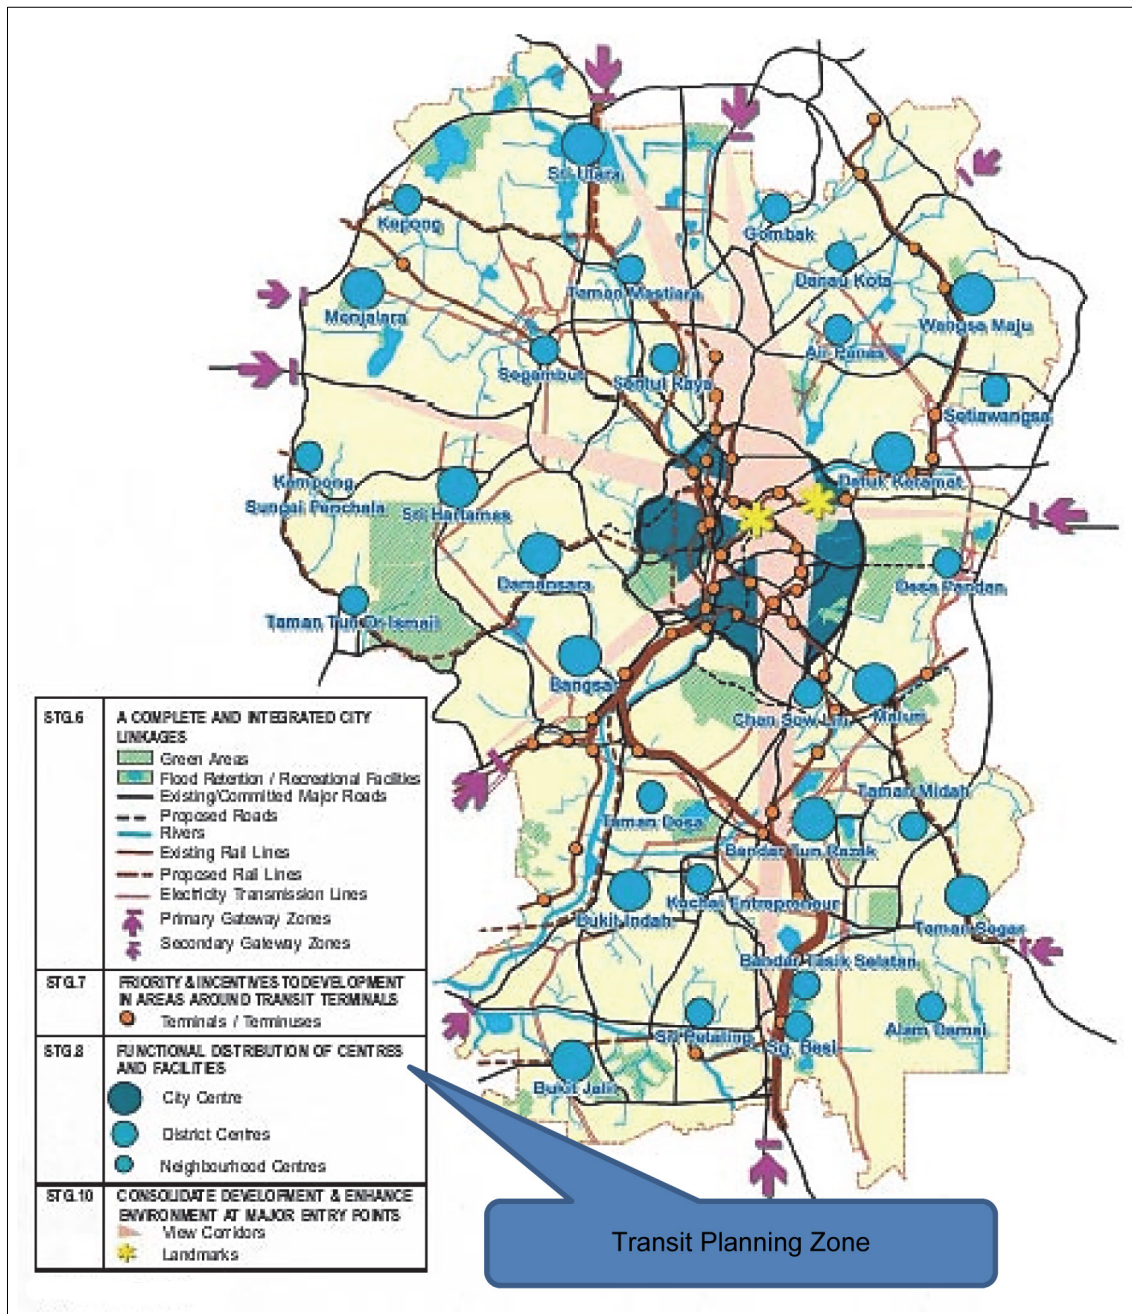 Sri Utara
Kepong
Gombak
Danau Kota
Taman Mastiara
Menjalara
Wangsa Maju
Air Panas
Segambut
Sentul Raya
Setiawangsa
Kampong
Sungai Penchala
Sri Hartamas
Datuk Keramat
Damansara
Desa Pandan
Taman Tun Dr Ismail
Bangsar
Chan Sow Lin
Maluri
Taman Midah
Taman Desa
Bandar Tun Razak
Kuchai Entrepreneur
Bukit Indah
Taman Segar
Bandar Tasik Selatan
Alam Damai
Sri Petaling
Sg. Besi
Bukit Jalil
STG.6 A COMPLETE AND INTEGRATED CITY
LINKAGES
Green Areas
Flood Retention / Recreational Facilities
Existing/Committed Major Roads
Proposed Roads
Rivers
Existing Rail Lines
Proposed Rail Lines
Electricity Transmission Lines
Primary Gateway Zones
Secondary Gateway Zones
STG.7 PRIORITY & INCENTIVES TO DEVELOPMENT
IN AREAS AROUND TRANSIT TERMINALS
Terminals / Terminuses
STG.8 FUNCTIONAL DISTRIBUTION OF CENTRES
AND FACILITIES
City Centre
District Centres
Neighbourhood Centres
STG.10 CONSOLIDATE DEVELOPMENT & ENHANCE
ENVIRONMENT AT MAJOR ENTRY POINTS
View Corridors
Landmarks
Transit Planning Zone